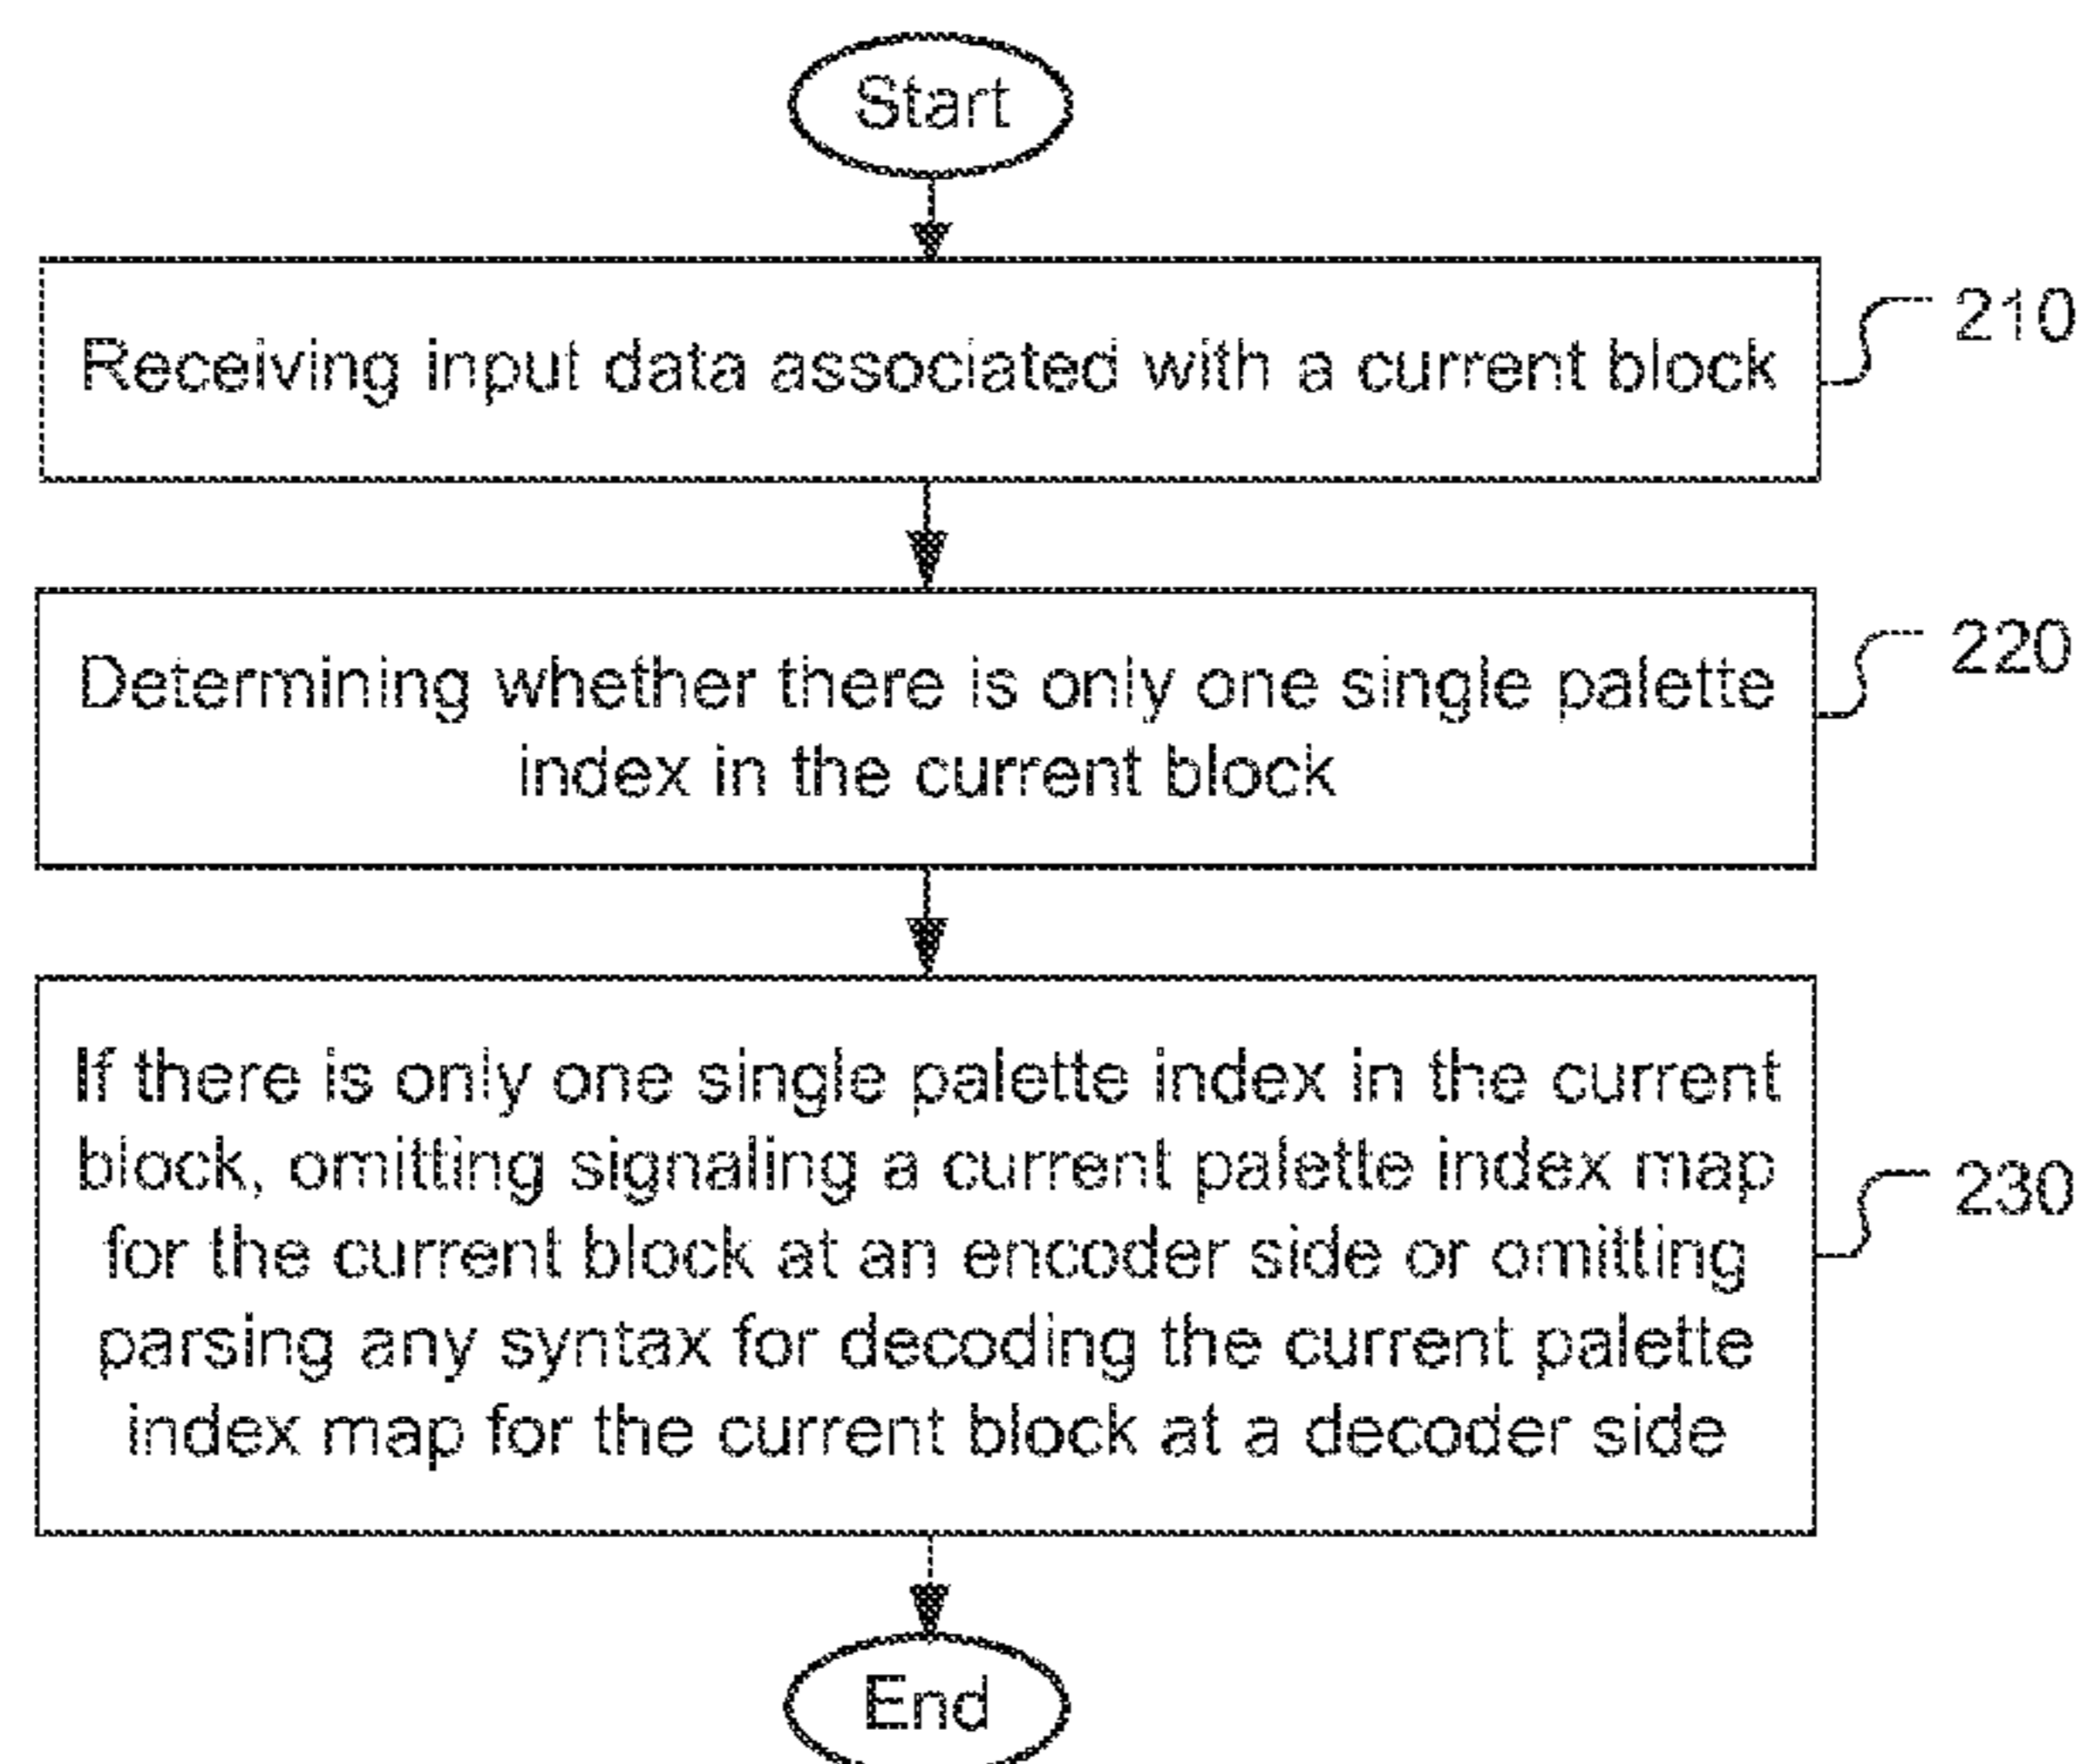 Start
Receiving input data associated with a current block
210
Determining whether there is only one single palette
index in the current block
220
If there is only one single palette index in the current
block, omitting signaling a current palette index map
for the current block at an encoder side or omitting
parsing any syntax for decoding the current palette
index map for the current block at a decoder side
230
End